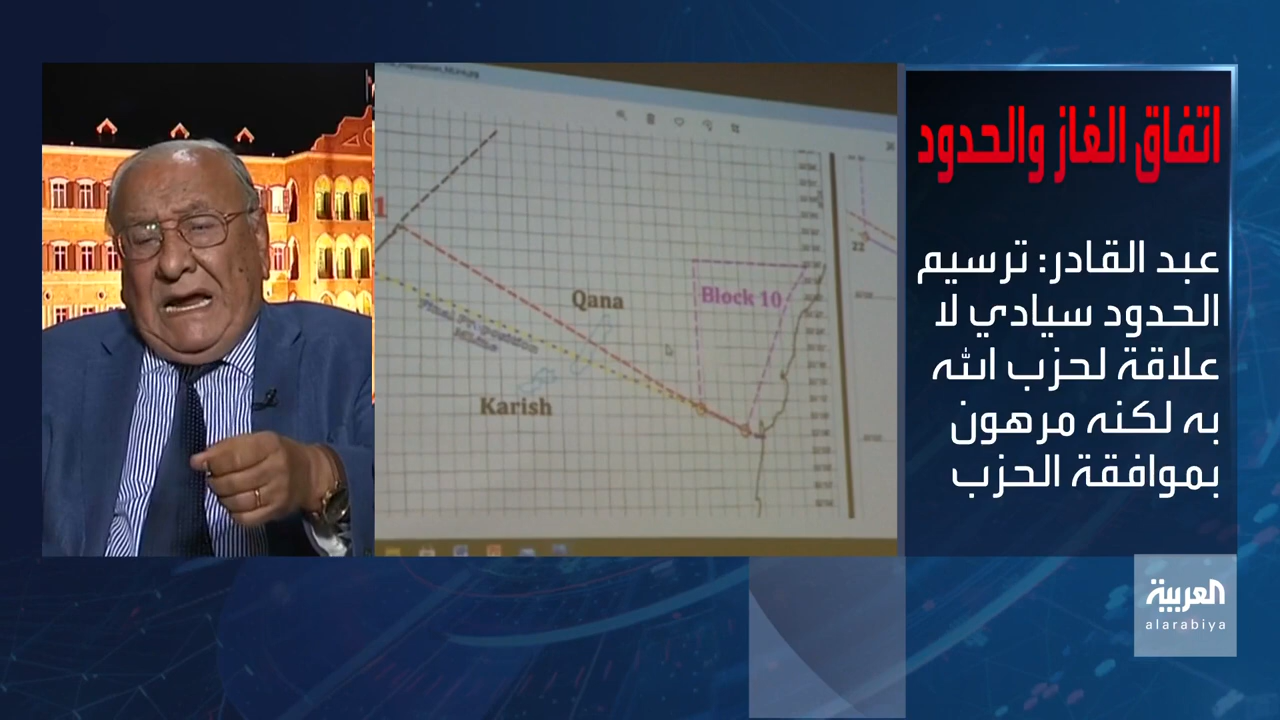 اتفاق الغاز والحدود
عبد القادر: ترسيم
الحدود سيادي لا
علاقة لحزب الله
به لكنه مرهون
بموافقة الحزب
Qana
Block 10
Karish
22
العربية
alarabiya